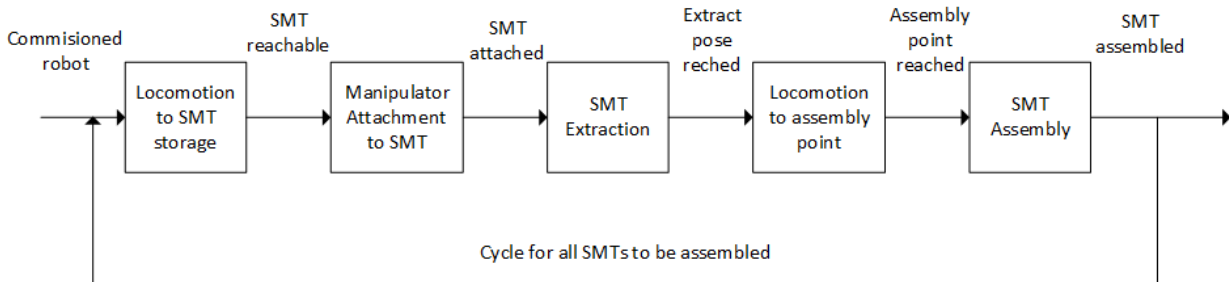 Commisioned
robot
SMT
reachable
SMT
attached
Extract
pose
reched
Assembly
point
reached
SMT
assembled
Locomotion
to SMT
storage
Manipulator
Attachment
to SMT
SMT
Extraction
Locomotion
to assembly
point
SMT
Assembly
Cycle for all SMTs to be assembled